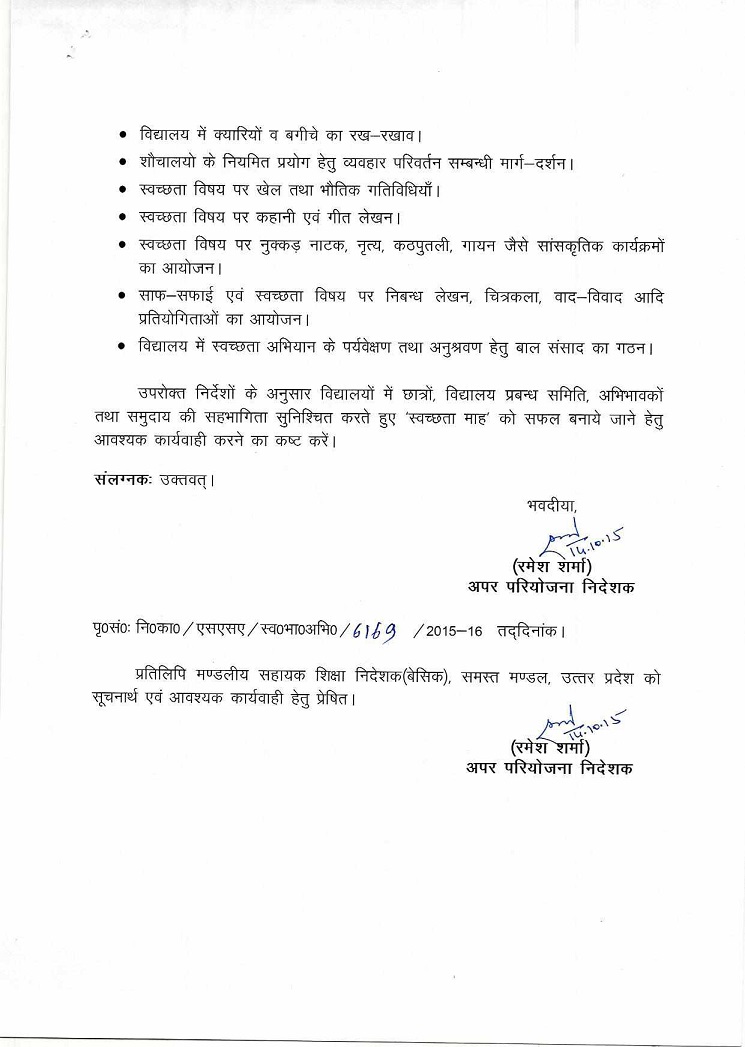 • विद्यालय में क्यारियों व बगीचे का रख–रखाव।
• शौचालयो के नियमित प्रयोग हेतु व्यवहार परिवर्तन सम्बन्धी मार्ग–दर्शन।
• स्वच्छता विषय पर खेल तथा भौतिक गतिविधियाँ।
• स्वच्छता विषय पर कहानी एवं गीत लेखन।
• स्वच्छता विषय पर नुक्कड़ नाटक, नृत्य, कठपुतली, गायन जैसे सांसकृतिक कार्यक्रमों
का आयोजन।
• साफ–सफाई एवं स्वच्छता विषय पर निबन्ध लेखन, चित्रकला, वाद–विवाद आदि
प्रतियोगिताओं का आयोजन।
• विद्यालय में स्वच्छता अभियान के पर्यवेक्षण तथा अनुश्रवण हेतु बाल संसाद का गठन।
उपरोक्त निर्देशों के अनुसार विद्यालयों में छात्रों, विद्यालय प्रबन्ध समिति, अभिभावकों
तथा समुदाय की सहभागिता सुनिश्चित करते हुए 'स्वच्छता माह' को सफल बनाये जाने हेतु
आवश्यक कार्यवाही करने का कष्ट करें।
संलग्नकः उक्तवत्।
भवदीया,
14.10.15
(रमेश शर्मा)
अपर परियोजना निदेशक
पृ0सं0ः नि0का0/एसएसए/स्व0भा0अभि0/6169 /2015–16 तद्दिनांक।
प्रतिलिपि मण्डलीय सहायक शिक्षा निदेशक(बेसिक), समस्त मण्डल, उत्तर प्रदेश को
सूचनार्थ एवं आवश्यक कार्यवाही हेतु प्रेषित।
14.10.15
(रमेश शर्मा)
अपर परियोजना निदेशक